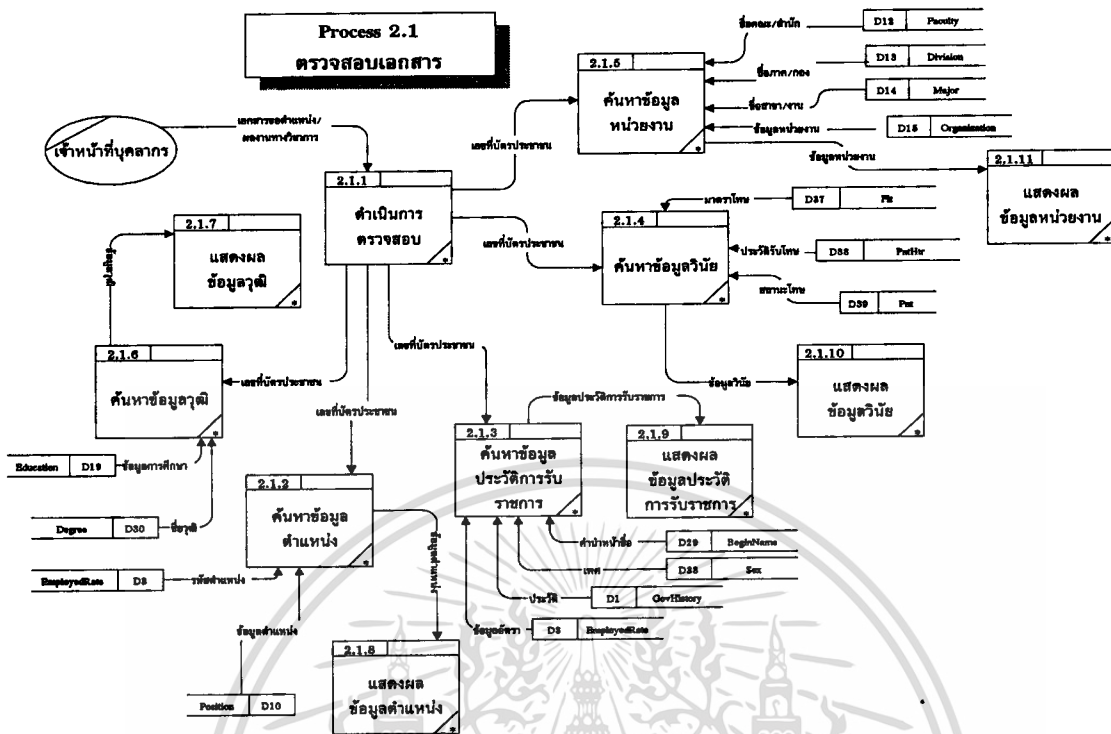 Process 2.1
ตรวจสอบเอกสาร
เจ้าหน้าที่บุคลากร
เอกสารขอตำแหน่ง/
ผลงานทางวิชาการ
2.1.1
ดำเนินการ
ตรวจสอบ
เลขที่บัตรประชาชน
2.1.5
ค้นหาข้อมูล
หน่วยงาน
ชื่อคณะ/สำนัก
D12 Faculty
ชื่อภาค/กอง
D13 Division
ชื่อสาขา/งาน
D14 Major
ข้อมูลหน่วยงาน
D15 Organization
ข้อมูลหน่วยงาน
2.1.11
แสดงผล
ข้อมูลหน่วยงาน
เลขที่บัตรประชาชน
2.1.4
ค้นหาข้อมูลวินัย
มาตราโทษ
D37
ประวัติรับโทษ
D38 PntHtr
สถานะโทษ
D39 Pnt
ข้อมูลวินัย
2.1.10
แสดงผล
ข้อมูลวินัย
2.1.7
แสดงผล
ข้อมูลวุฒิ
ข้อมูลวุฒิ
2.1.6
ค้นหาข้อมูลวุฒิ
เลขที่บัตรประชาชน
Education D19 ข้อมูลการศึกษา
Degree D30 ชื่อวุฒิ
เลขที่บัตรประชาชน
2.1.2
ค้นหาข้อมูล
ตำแหน่ง
EmployedRate D3 รหัสตำแหน่ง
ข้อมูลตำแหน่ง
Position D10
ข้อมูลตำแหน่ง
2.1.8
แสดงผล
ข้อมูลตำแหน่ง
เลขที่บัตรประชาชน
2.1.3
ค้นหาข้อมูล
ประวัติการรับ
ราชการ
ข้อมูลประวัติการรับราชการ
2.1.9
แสดงผล
ข้อมูลประวัติ
การรับราชการ
คำนำหน้าชื่อ D29 BeginName
เพศ Sex
ประวัติ D1 GovHistory
ข้อมูลอัตรา D3 EmployedRate